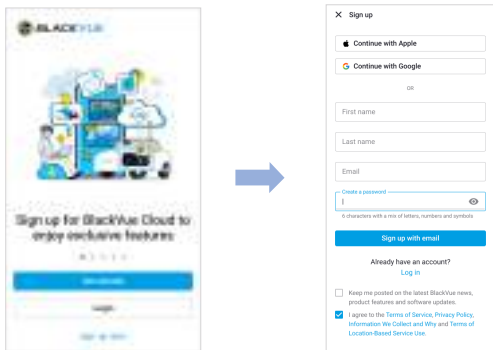 BLACKVUE
Sign up for BlackVue Cloud to
enjoy exclusive features
Login
× Sign up
Continue with Apple
Continue with Google
OR
First name
Last name
Email
Create a password
6 characters with a mix of letters, numbers and symbols
Sign up with email
Already have an account?
Log in
Keep me posted on the latest BlackVue news,
product features and software updates.
I agree to the Terms of Service, Privacy Policy,
Information We Collect and Why and Terms of
Location-Based Service Use.